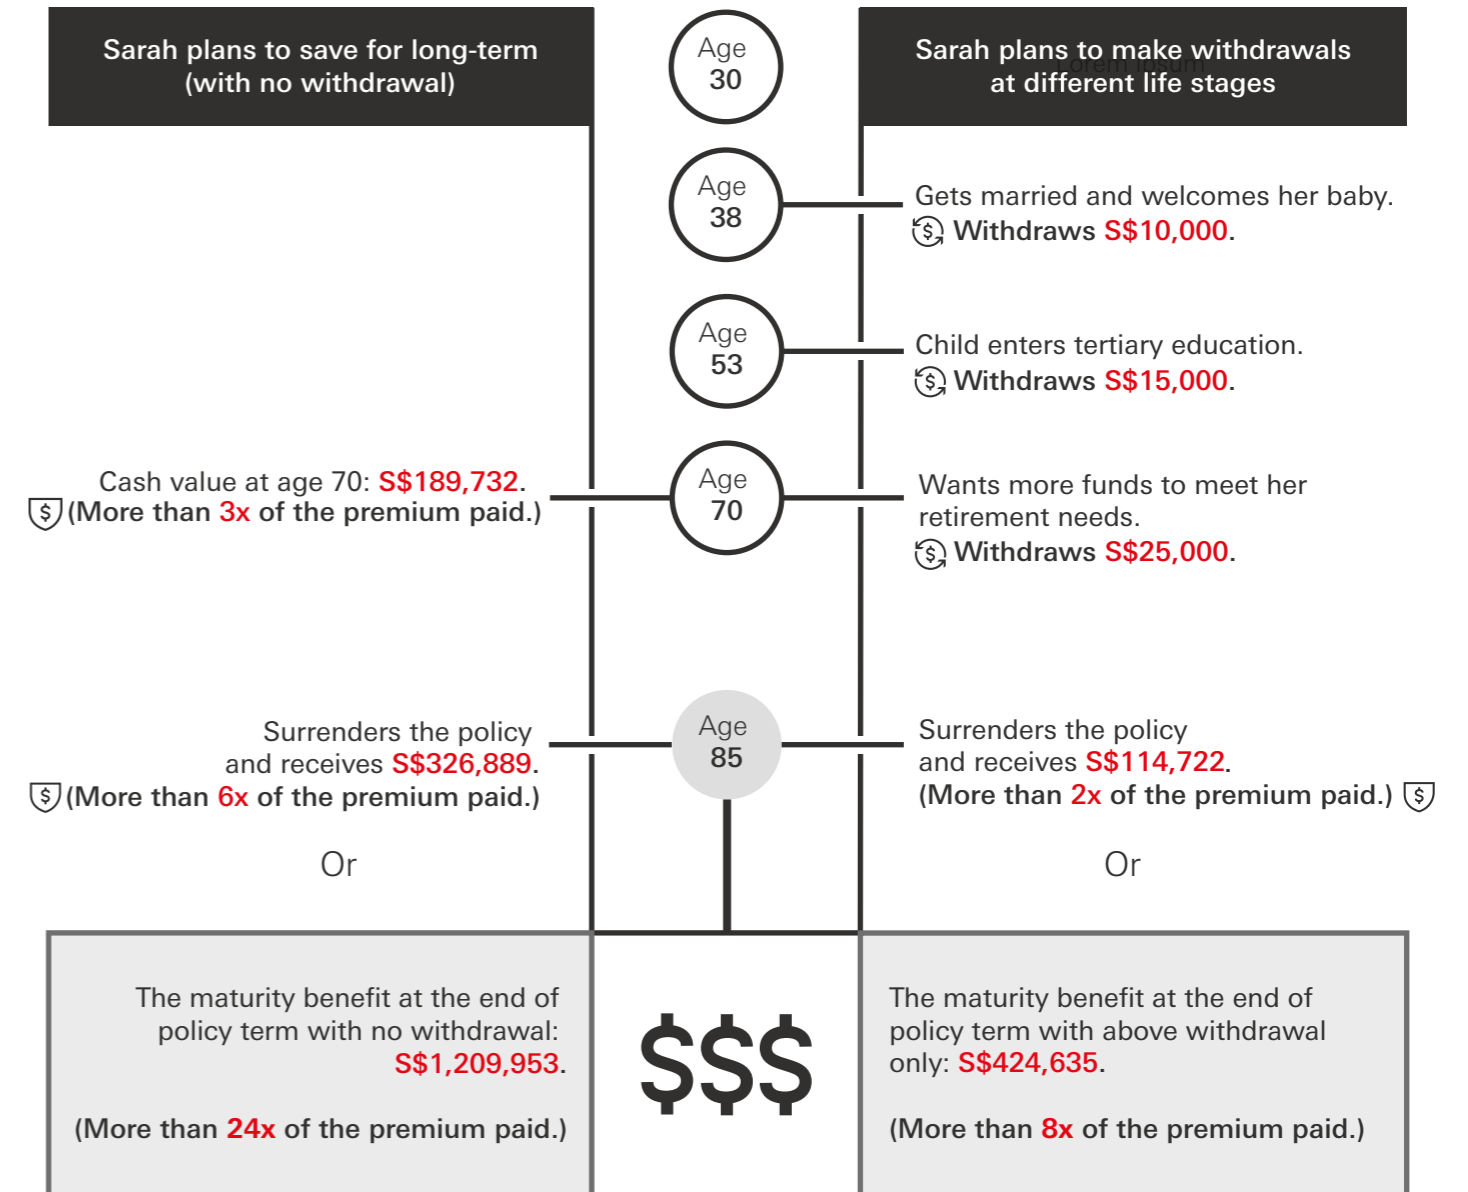 Sarah plans to save for long-term
(with no withdrawal)
Age
30
Sarah plans to make withdrawals
Lorem Ipsum
at different life stages
Age
38
Gets married and welcomes her baby.
$ Withdraws S$10,000.
Age
53
Child enters tertiary education.
$ Withdraws S$15,000.
Cash value at age 70: S$189,732.
$ (More than 3x of the premium paid.)
Age
70
Wants more funds to meet her
retirement needs.
$ Withdraws S$25,000.
Surrenders the policy
and receives S$326,889.
$ (More than 6x of the premium paid.)
Age
85
Surrenders the policy
and receives S$114,722.
(More than 2x of the premium paid.) $
Or
Or
The maturity benefit at the end of
policy term with no withdrawal:
S$1,209,953.
(More than 24x of the premium paid.)
$$$
The maturity benefit at the end of
policy term with above withdrawal
only: S$424,635.
(More than 8x of the premium paid.)